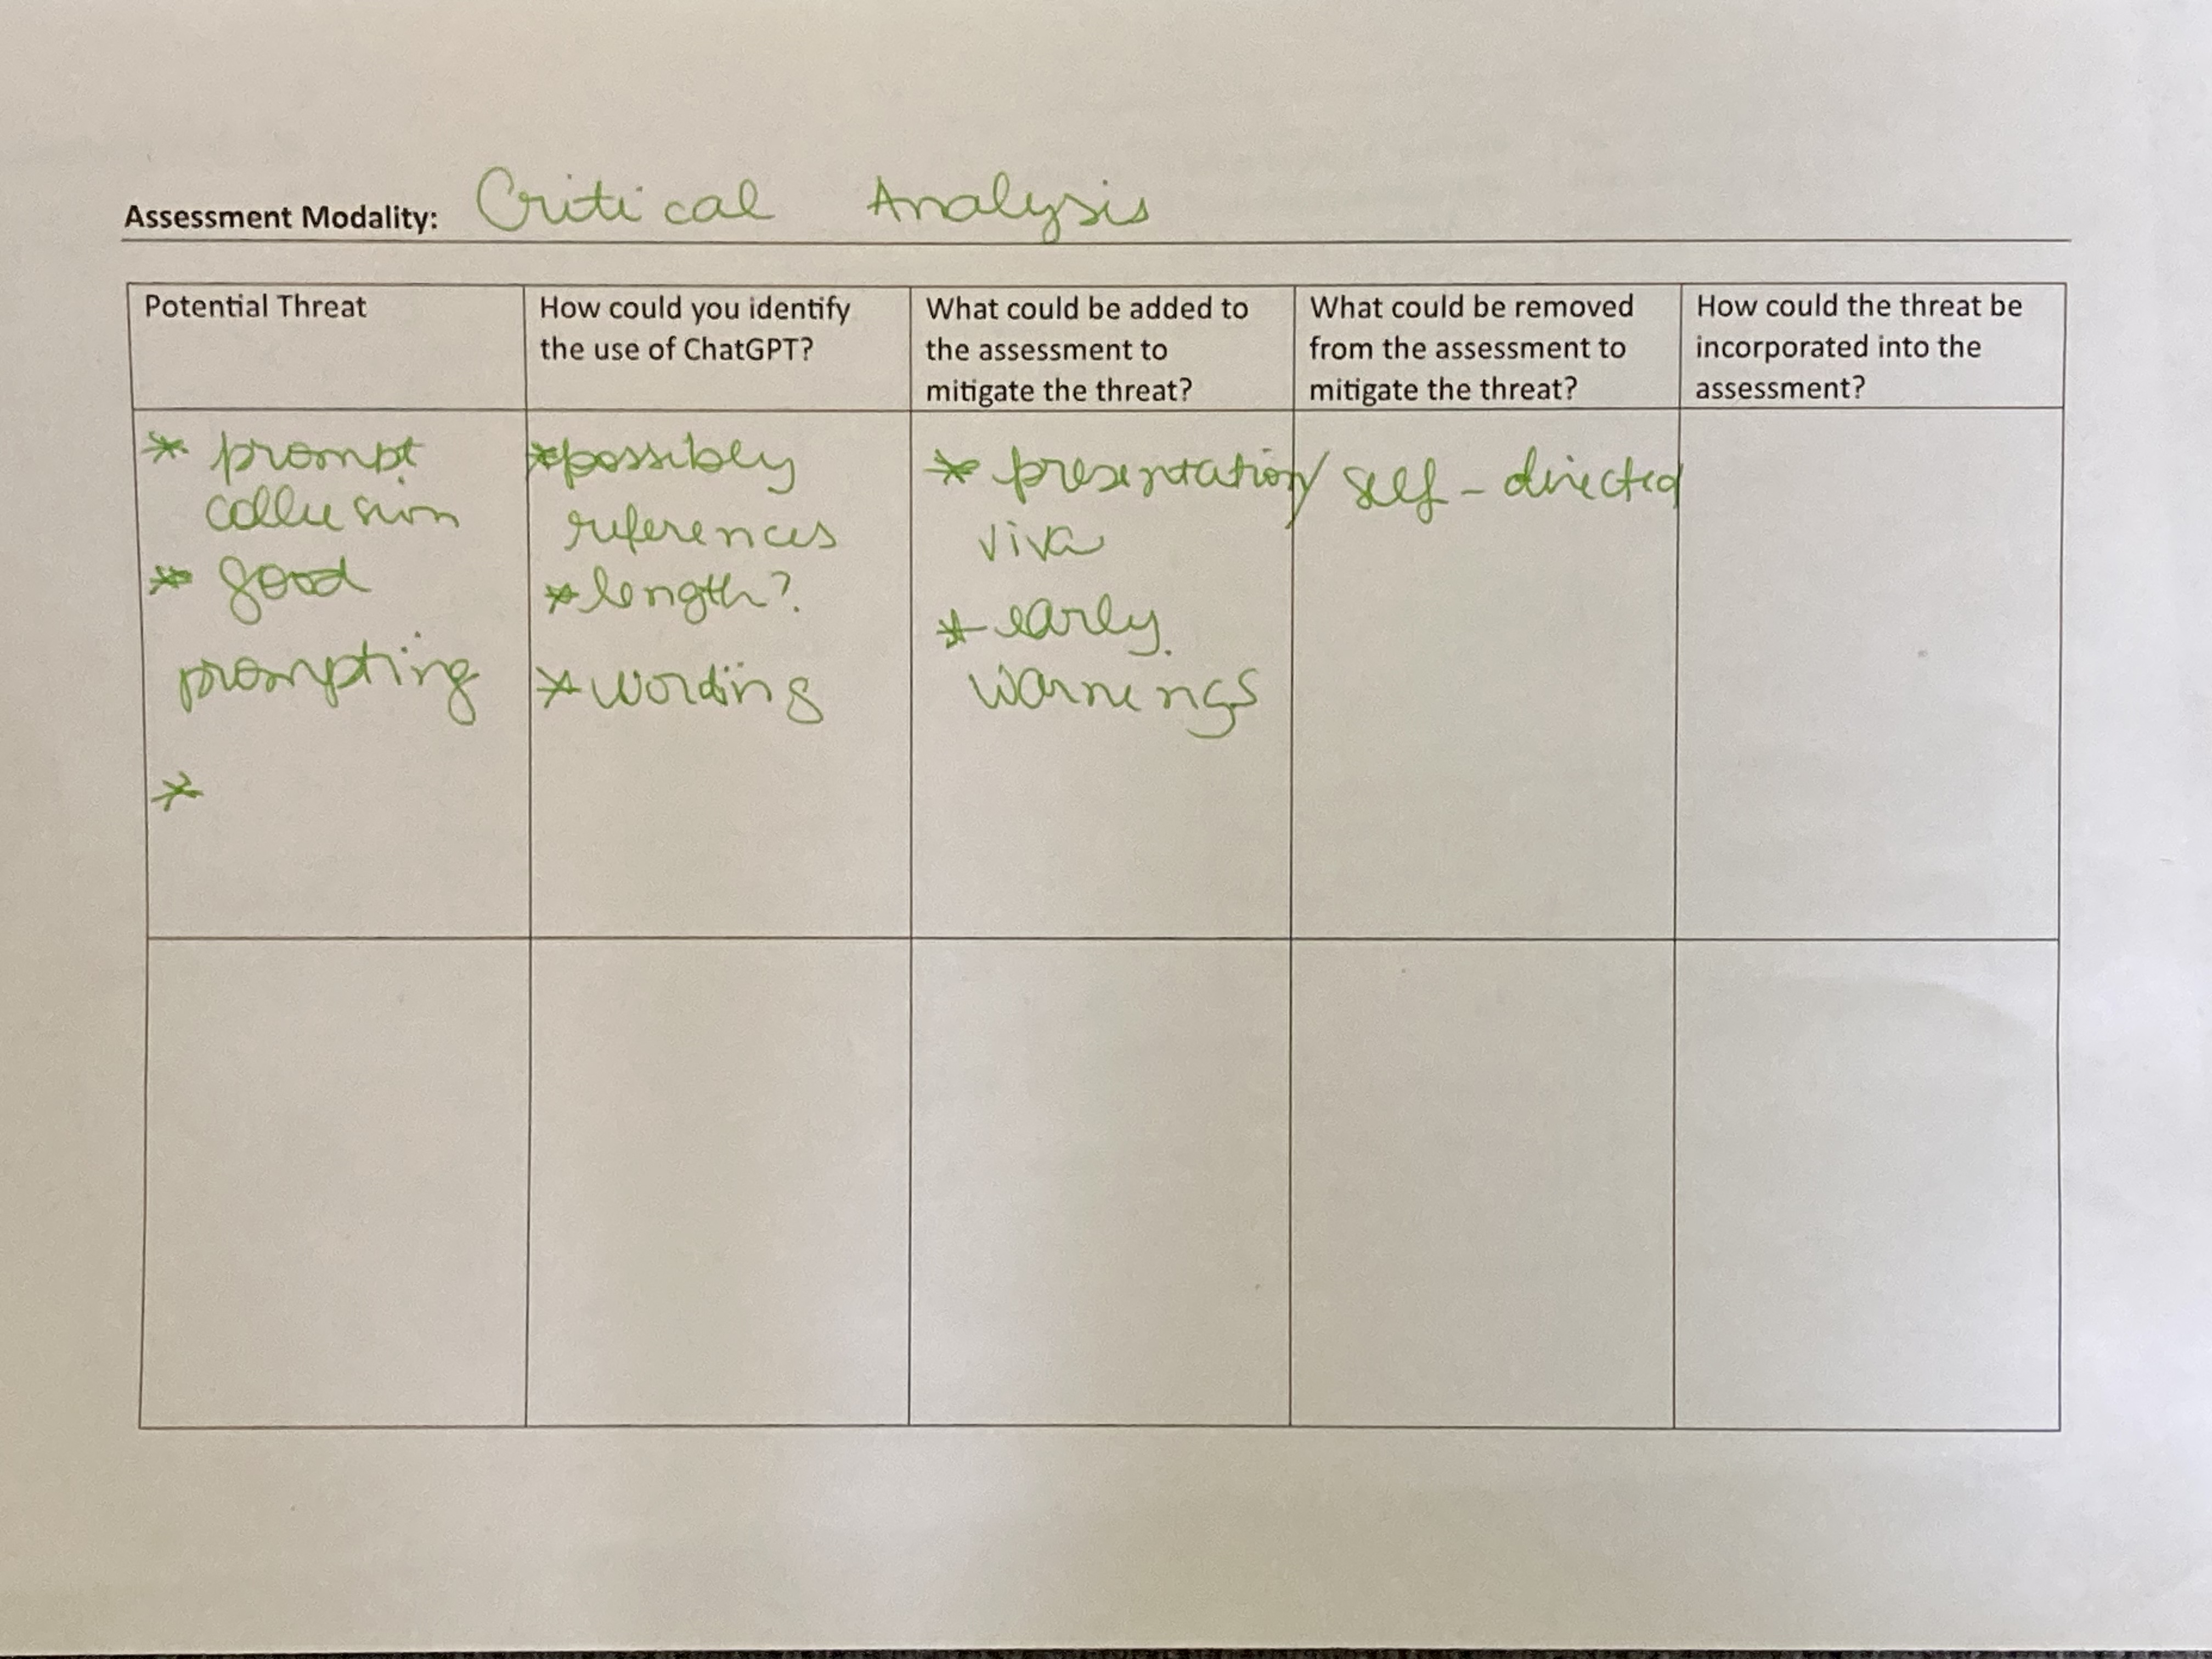 Assessment Modality: Critical Analysis
Potential Threat
How could you identify
the use of ChatGPT?
What could be added to
the assessment to
mitigate the threat?
What could be removed
from the assessment to
mitigate the threat?
How could the threat be
incorporated into the
assessment?
* prompt
collusion
* good
prompting
*
* possibly
references
* length?
* wording
* presentation/
viva
* early
warnings
self-directed